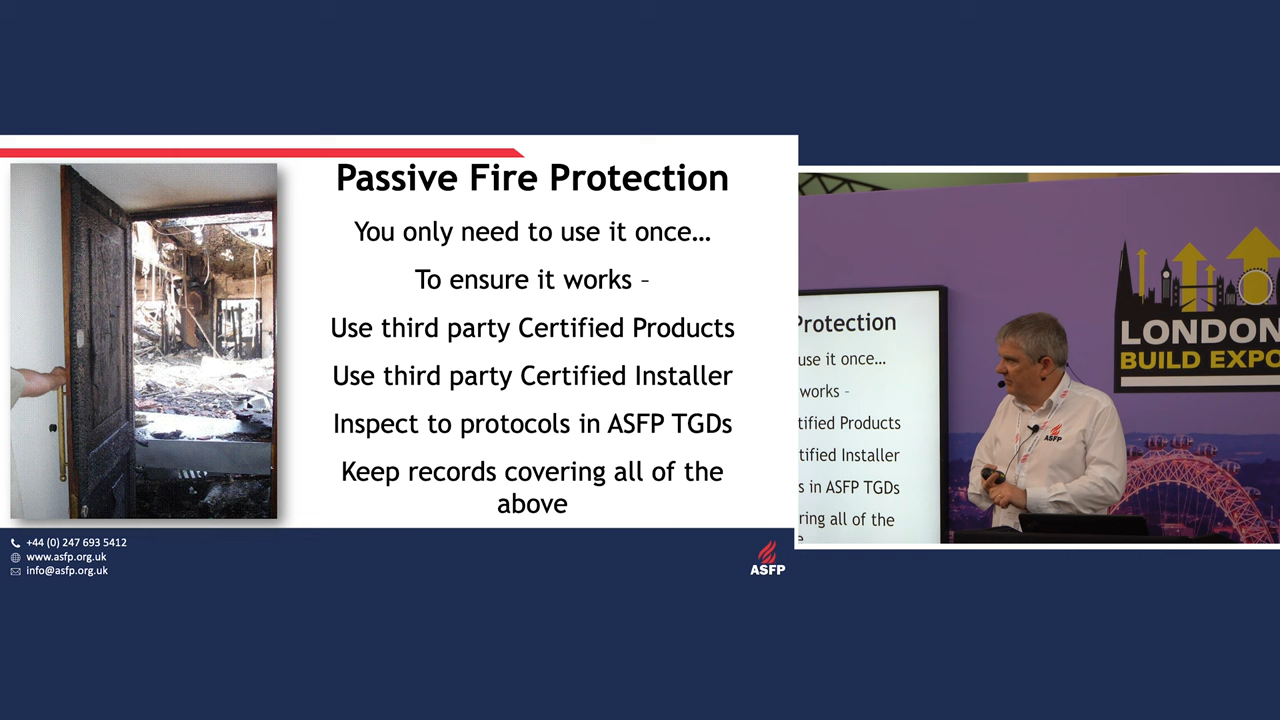 Passive Fire Protection
You only need to use it once…
To ensure it works –
Use third party Certified Products
Use third party Certified Installer
Inspect to protocols in ASFP TGDs
Keep records covering all of the
above
+44 (0) 247 693 5412
www.asfp.org.uk
info@asfp.org.uk
ASFP
Protection
use it once…
works –
tified Products
tified Installer
s in ASFP TGDs
ring all of the
LONDON
BUILD EXPO
ASFP